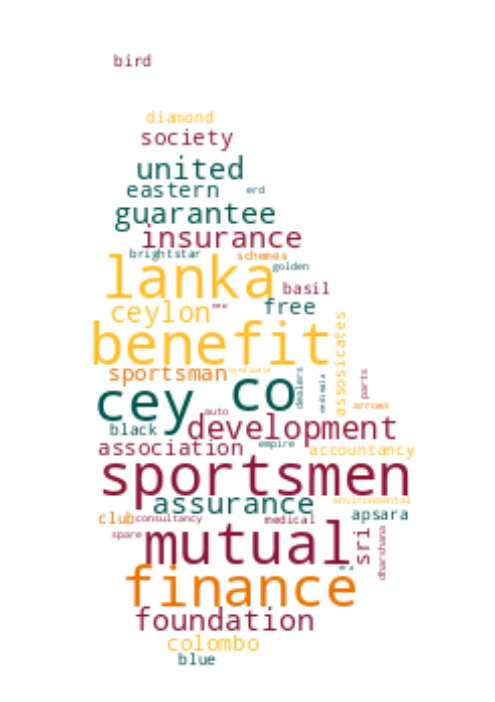 bird
diamond
society
united
eastern erd
guarantee
insurance
brightstar schemes
lanka golden
basil
ceylon new free
benefit assosicates
sportsman syndicate
cey co dealers parts
auto arrows
black development
association empire accountancy
sportsmen
assurance environmental
club consultancy medical apsara
spare mutual sri dharshana
finance
foundation
colombo
blue